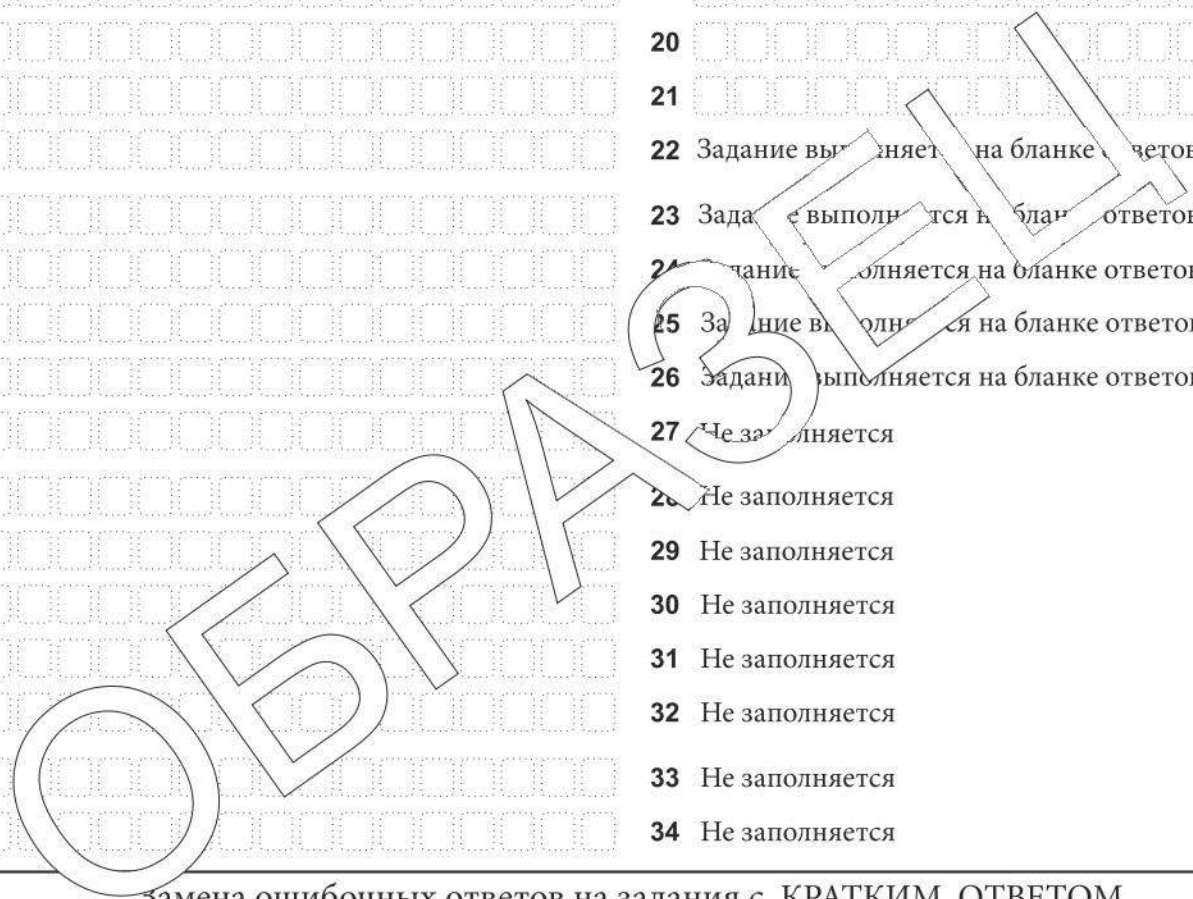 20
21
22 Задание выполняется на бланке ответов
23 Задание выполняется на бланке ответов
24 Задание выполняется на бланке ответов
25 Задание выполняется на бланке ответов
26 Задание выполняется на бланке ответов
27 Не заполняется
28 Не заполняется
29 Не заполняется
30 Не заполняется
31 Не заполняется
32 Не заполняется
33 Не заполняется
34 Не заполняется
Замена ошибочных ответов на задания с КРАТКИМ ОТВЕТОМ
ОБРАЗЕЦ